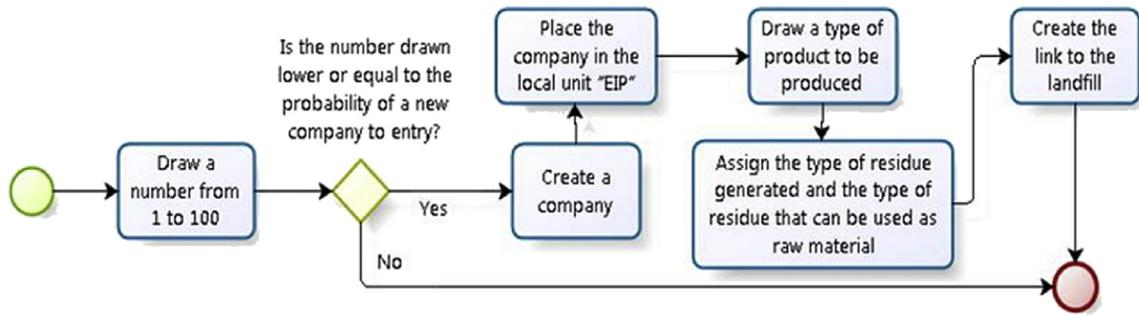 Draw a
number from
1 to 100
Is the number drawn
lower or equal to the
probability of a new
company to entry?
Yes
No
Create a
company
Place the
company in the
local unit “EIP”
Draw a type of
product to be
produced
Assign the type of residue
generated and the type of
residue that can be used as
raw material
Create the
link to the
landfill